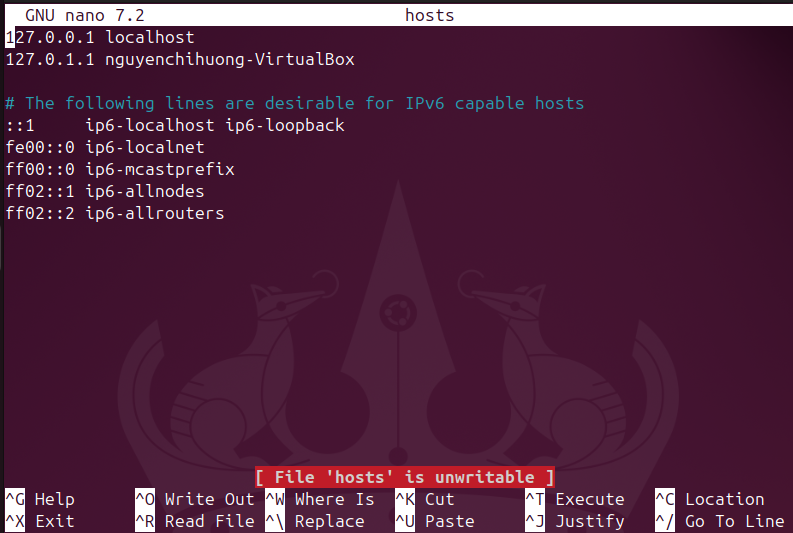 GNU nano 7.2 hosts
127.0.0.1 localhost
127.0.1.1 nguyenchihuong-VirtualBox
# The following lines are desirable for IPv6 capable hosts
::1     ip6-localhost ip6-loopback
fe00::0 ip6-localnet
ff00::0 ip6-mcastprefix
ff02::1 ip6-allnodes
ff02::2 ip6-allrouters
[ File 'hosts' is unwritable ]
^G Help ^O Write Out ^W Where Is ^K Cut ^T Execute ^C Location
^X Exit ^R Read File ^\ Replace ^U Paste ^J Justify ^/ Go To Line